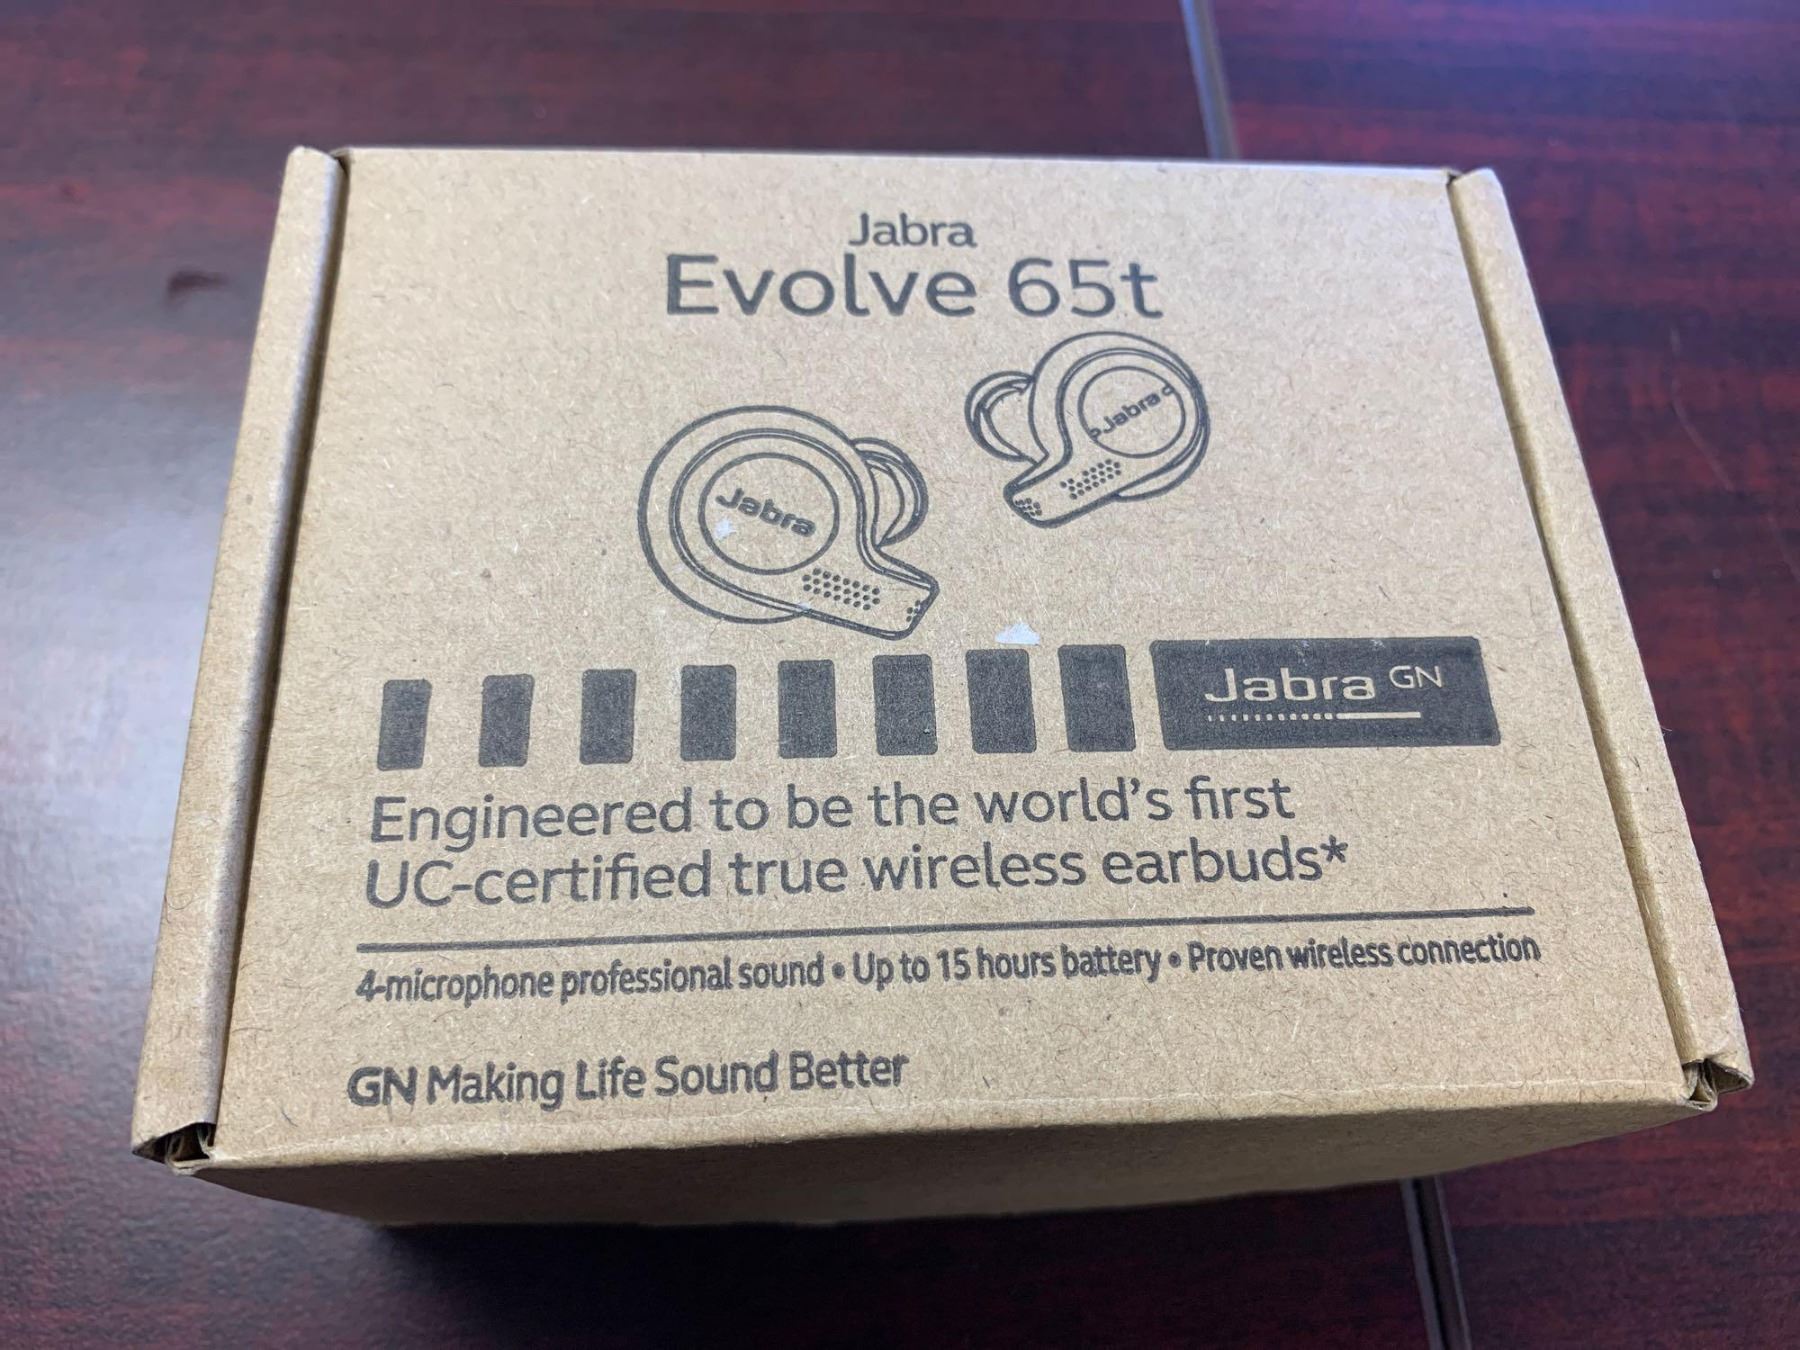 Jabra
Evolve 65t
Jabra
Jabra
Jabra GN
Engineered to be the world's first
UC-certified true wireless earbuds*
4-microphone professional sound • Up to 15 hours battery • Proven wireless connection
GN Making Life Sound Better